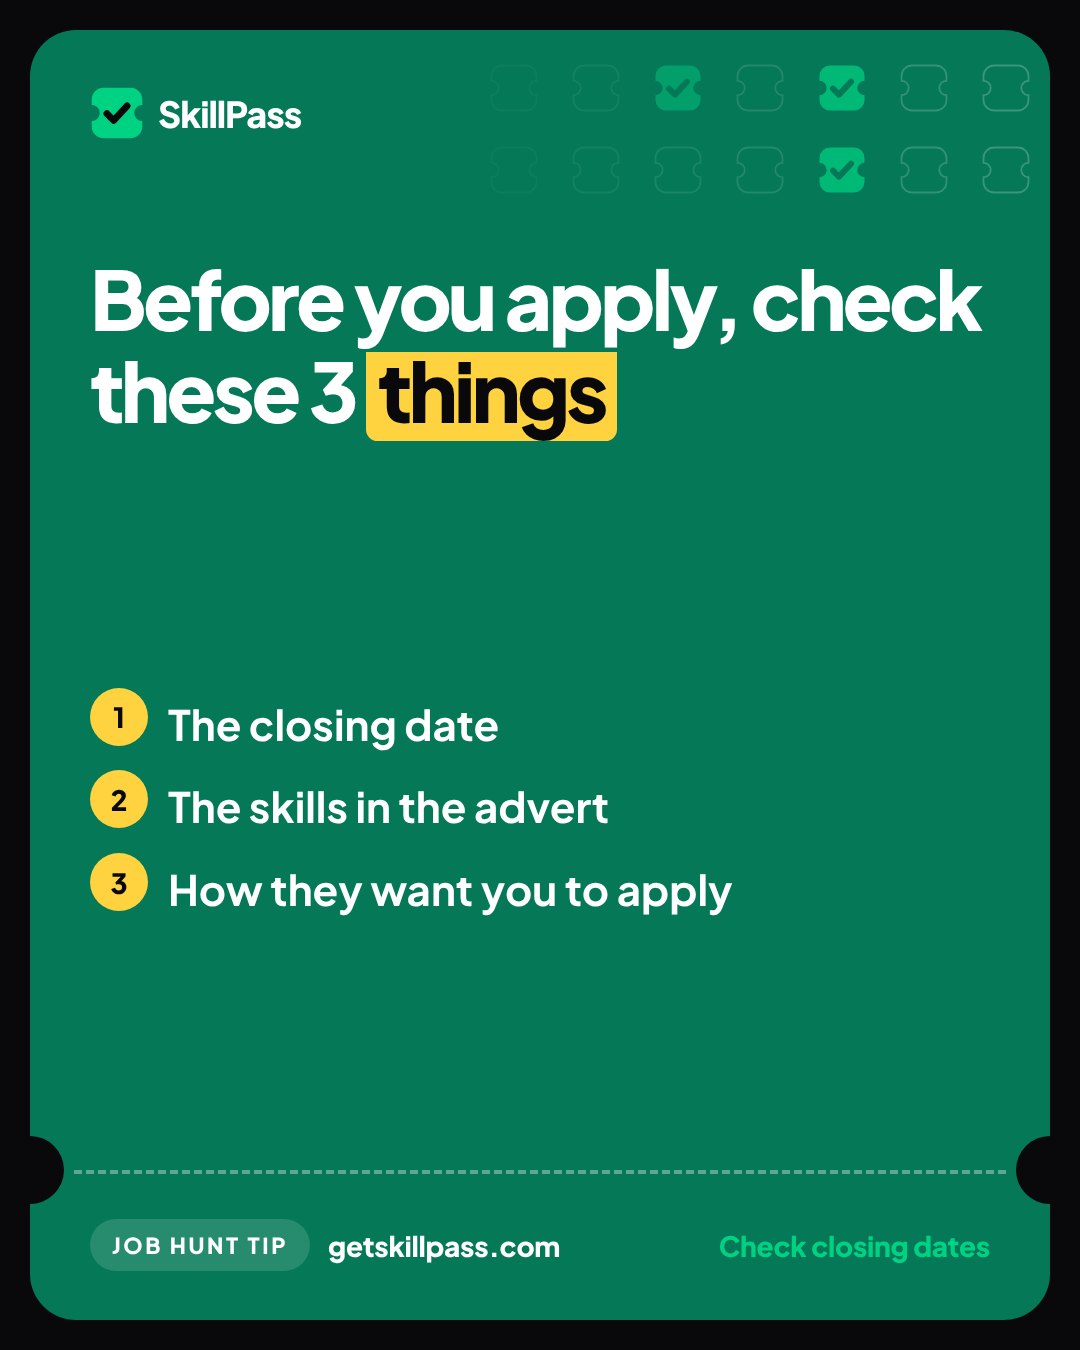 SkillPass
Before you apply, check
these 3 things
1 The closing date
2 The skills in the advert
3 How they want you to apply
JOB HUNT TIP getskillpass.com Check closing dates